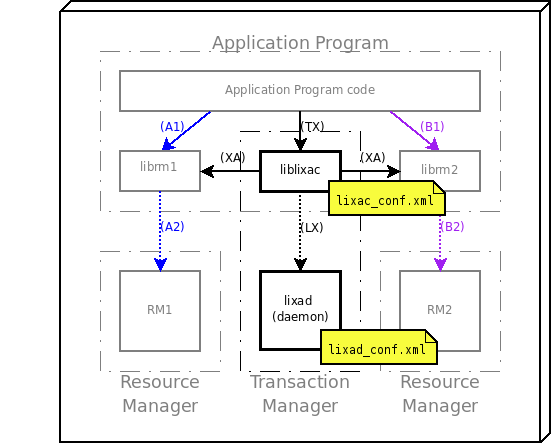 Application Program
Application Program code
(A1)
(TX)
(B1)
librm1
(XA)
liblixac
(XA)
librm2
lixac_conf.xml
(A2)
(LX)
(B2)
RM1
lixad
(daemon)
RM2
lixad_conf.xml
Resource
Manager
Transaction
Manager
Resource
Manager